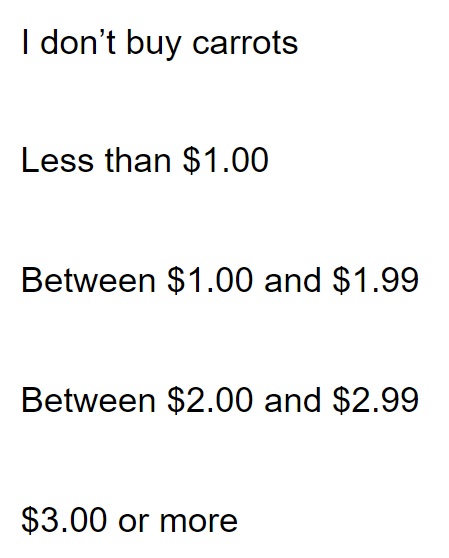 I don’t buy carrots
Less than $1.00
Between $1.00 and $1.99
Between $2.00 and $2.99
$3.00 or more